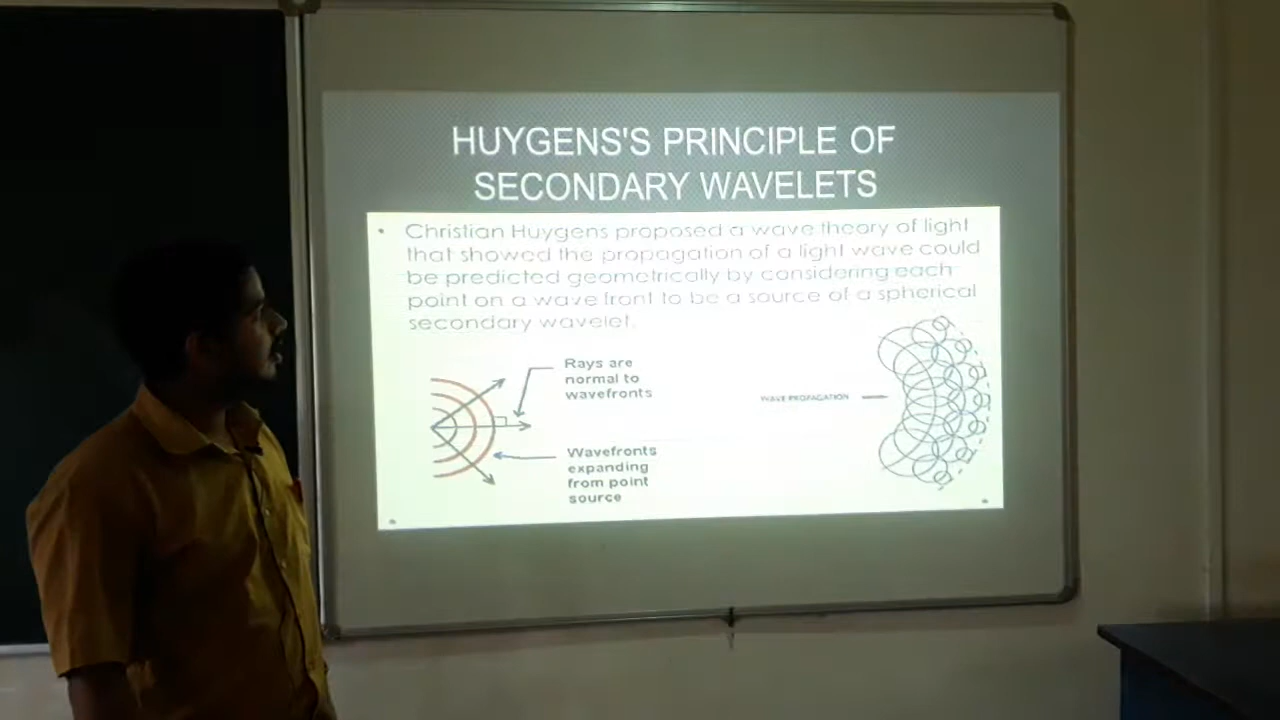 HUYGENS'S PRINCIPLE OF
SECONDARY WAVELETS
• Christian Huygens proposed a wave theory of light
that showed the propagation of a light wave could
be predicted geometrically by considering each
point on a wave front to be a source of a spherical
secondary wavelet.
Rays are
normal to
wavefronts
Wavefronts
expanding
from point
source
WAVE PROPAGATION